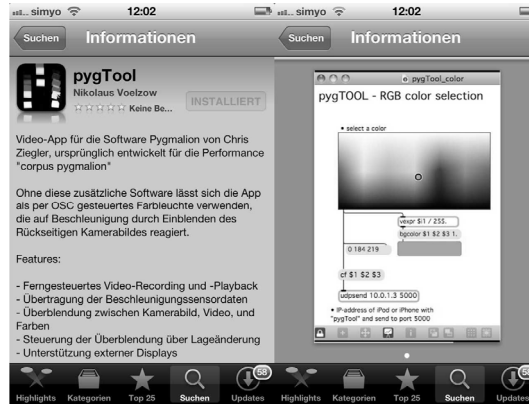 simyo
12:02
Suchen
Informationen
pygTool
Nikolaus Voelzow
Keine Be...
INSTALLIERT
Video-App für die Software Pygmalion von Chris
Ziegler, ursprünglich entwickelt für die Performance
"corpus pygmalion"
Ohne diese zusätzliche Software lässt sich die App
als per OSC gesteuertes Farbleuchte verwenden,
die auf Beschleunigung durch Einblenden des
Rückseitigen Kamerabildes reagiert.
Features:
- Ferngesteuertes Video-Recording und -Playback
- Übertragung der Beschleunigungssensordaten
- Überblendung zwischen Kamerabild, Video, und
Farben
- Steuerung der Überblendung über Lageänderung
- Unterstützung externer Displays
58
Highlights
Kategorien
Top 25
Suchen
Updates
simyo
12:02
Suchen
Informationen
pygTool_color
pygTOOL - RGB color selection
• select a color
vexpr $i1 / 255.
bgcolor $1 $2 $3 1.
0 184 219
cf $1 $2 $3
udpsend 10.0.1.3 5000
• IP-address of iPod or iPhone with
"pygTool" and send to port 5000
58
Highlights
Kategorien
Top 25
Suchen
Updates